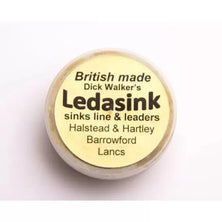 British made
Dick Walker's
Ledasink
sinks line & leaders
Halstead & Hartley
Barrowford
Lancs